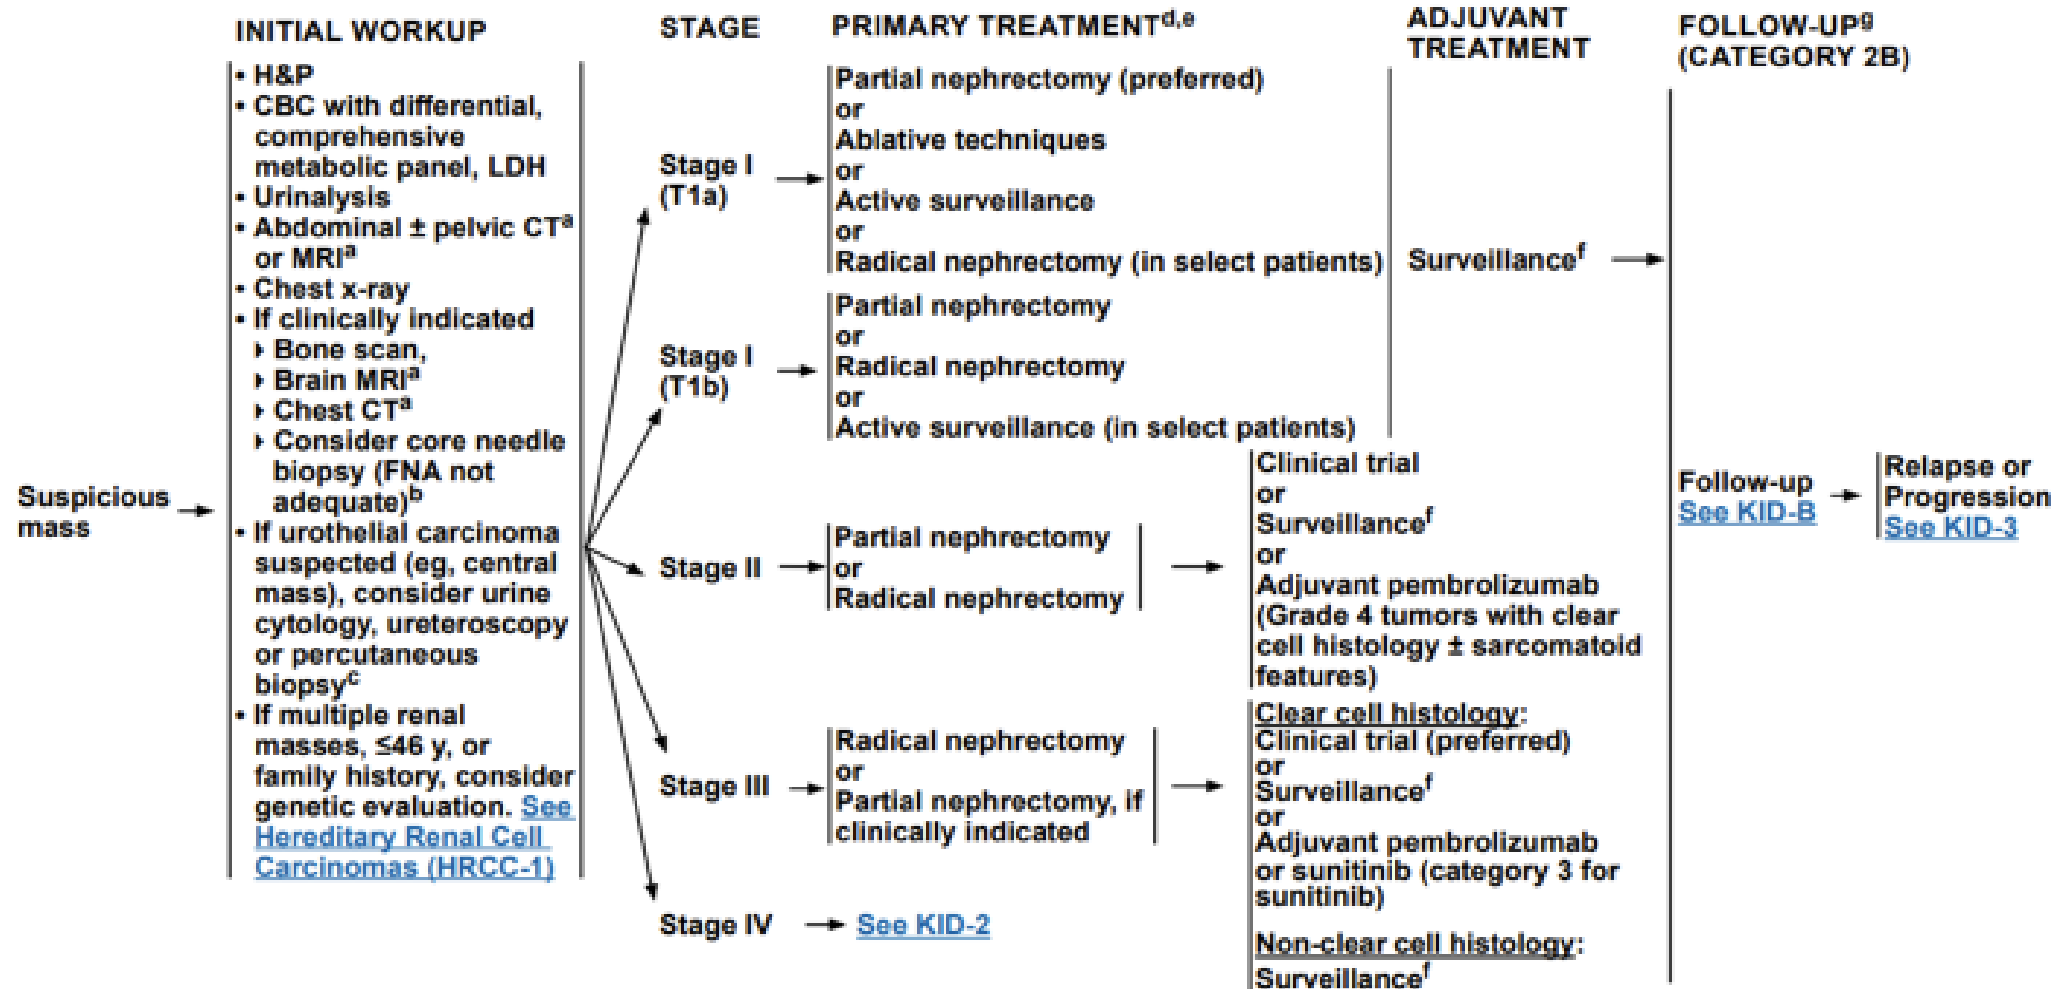 INITIAL WORKUP
• H&P
• CBC with differential,
comprehensive
metabolic panel, LDH
• Urinalysis
• Abdominal ± pelvic CTᵃ
or MRIᵃ
• Chest x-ray
• If clinically indicated
Bone scan,
Brain MRIᵃ
Chest CTᵃ
Consider core needle
biopsy (FNA not
adequate)ᵇ
• If urothelial carcinoma
suspected (eg, central
mass), consider urine
cytology, ureteroscopy
or percutaneous
biopsyᶜ
• If multiple renal
masses, ≤46 y, or
family history, consider
genetic evaluation. See
Hereditary Renal Cell
Carcinomas (HRCC-1)
Suspicious
mass
STAGE
Stage I
(T1a)
Stage I
(T1b)
Stage II
Stage III
Stage IV
PRIMARY TREATMENTᵈ,ᵉ
Partial nephrectomy (preferred)
or
Ablative techniques
or
Active surveillance
or
Radical nephrectomy (in select patients)
Partial nephrectomy
or
Radical nephrectomy
or
Active surveillance (in select patients)
Partial nephrectomy
or
Radical nephrectomy
Radical nephrectomy
or
Partial nephrectomy, if
clinically indicated
See KID-2
ADJUVANT
TREATMENT
Surveillanceᶠ
Clinical trial
or
Surveillanceᶠ
or
Adjuvant pembrolizumab
(Grade 4 tumors with clear
cell histology ± sarcomatoid
features)
Clear cell histology:
Clinical trial (preferred)
or
Surveillanceᶠ
or
Adjuvant pembrolizumab
or sunitinib (category 3 for
sunitinib)
Non-clear cell histology:
Surveillanceᶠ
FOLLOW-UPᵍ
(CATEGORY 2B)
Follow-up
See KID-B
Relapse or
Progression
See KID-3